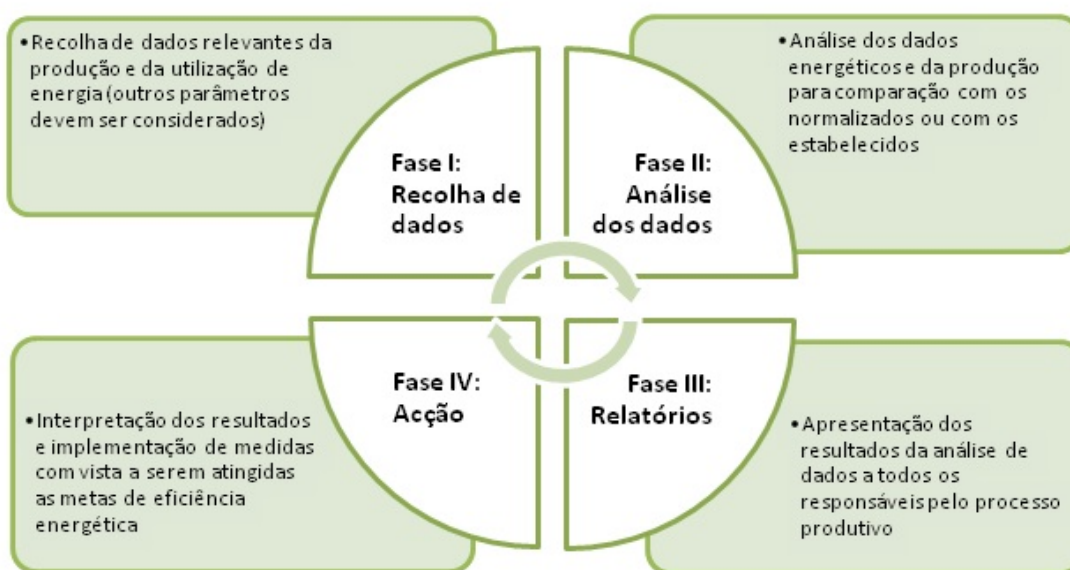 •Recolha de dados relevantes da
produção e da utilização de
energia (outros parâmetros
devem ser considerados)
Fase I:
Recolha de
dados
Fase II:
Análise
dos dados
•Análise dos dados
energéticos e da produção
para comparação com os
normalizados ou com os
estabelecidos
•Interpretação dos resultados
e implementação de medidas
com vista a serem atingidas
as metas de eficiência
energética
Fase IV:
Acção
Fase III:
Relatórios
•Apresentação dos
resultados da análise de
dados a todos os
responsáveis pelo processo
produtivo